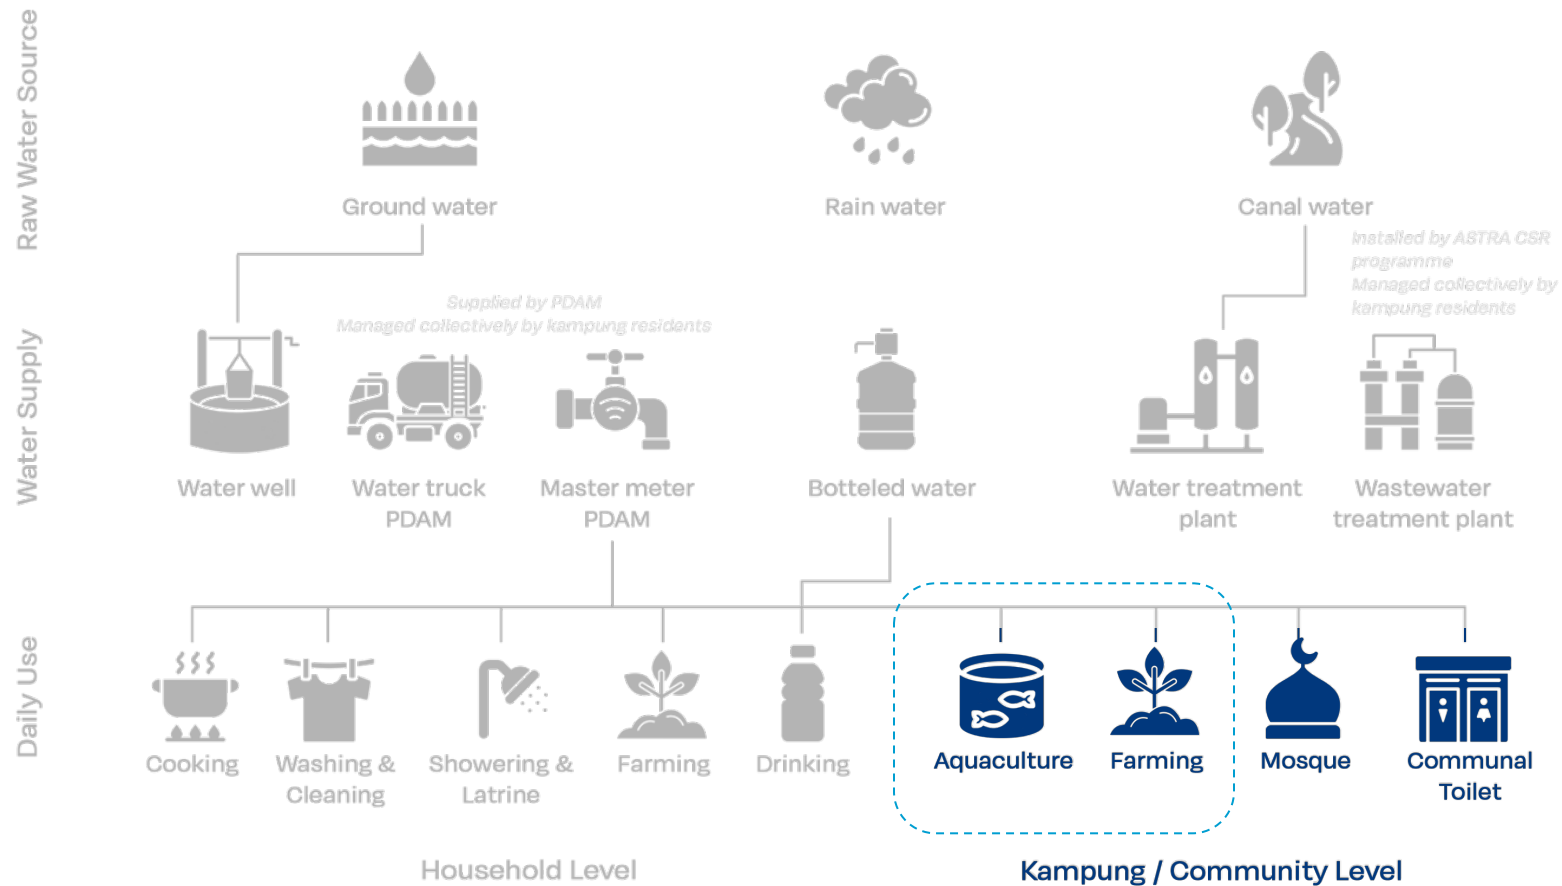 Raw Water Source
Ground water
Rain water
Canal water
Installed by ASTRA CSR
programme
Managed collectively by
kampung residents
Supplied by PDAM
Managed collectively by kampung residents
Water Supply
Water well
Water truck
PDAM
Master meter
PDAM
Botteled water
Water treatment
plant
Wastewater
treatment plant
Daily Use
Cooking
Washing &
Cleaning
Showering &
Latrine
Farming
Drinking
Aquaculture
Farming
Mosque
Communal
Toilet
Household Level
Kampung / Community Level